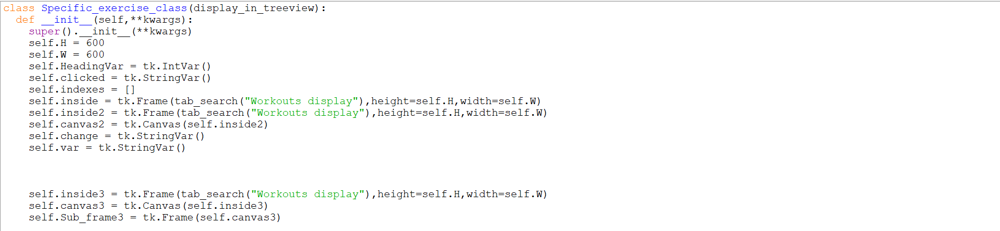 class Specific_exercise_class(display_in_treeview):
  def __init__(self,**kwargs):
    super().__init__(**kwargs)
    self.H = 600
    self.W = 600
    self.HeadingVar = tk.IntVar()
    self.clicked = tk.StringVar()
    self.indexes = []
    self.inside = tk.Frame(tab_search("Workouts display"),height=self.H,width=self.W)
    self.inside2 = tk.Frame(tab_search("Workouts display"),height=self.H,width=self.W)
    self.canvas2 = tk.Canvas(self.inside2)
    self.change = tk.StringVar()
    self.var = tk.StringVar()
    self.inside3 = tk.Frame(tab_search("Workouts display"),height=self.H,width=self.W)
    self.canvas3 = tk.Canvas(self.inside3)
    self.Sub_frame3 = tk.Frame(self.canvas3)